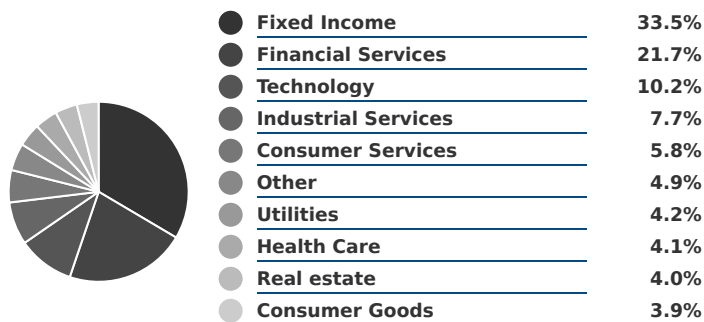 Fixed Income 33.5%
Financial Services 21.7%
Technology 10.2%
Industrial Services 7.7%
Consumer Services 5.8%
Other 4.9%
Utilities 4.2%
Health Care 4.1%
Real estate 4.0%
Consumer Goods 3.9%